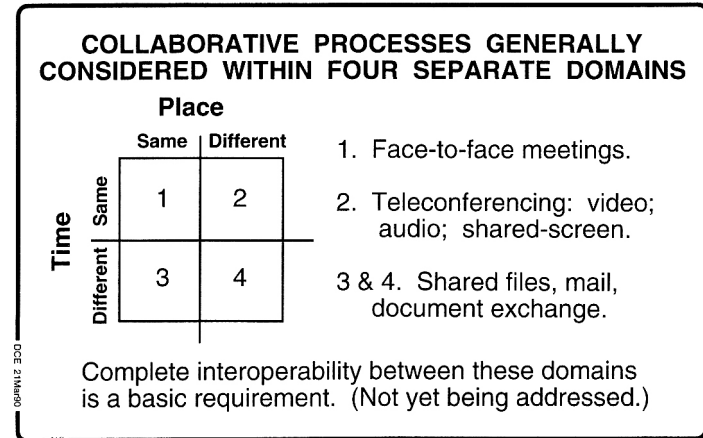 COLLABORATIVE PROCESSES GENERALLY
CONSIDERED WITHIN FOUR SEPARATE DOMAINS
Place
Same Different
Time
Same
Different
1 2
3 4
1. Face-to-face meetings.
2. Teleconferencing: video;
audio; shared-screen.
3 & 4. Shared files, mail,
document exchange.
Complete interoperability between these domains
is a basic requirement. (Not yet being addressed.)
DCE 21Mar90